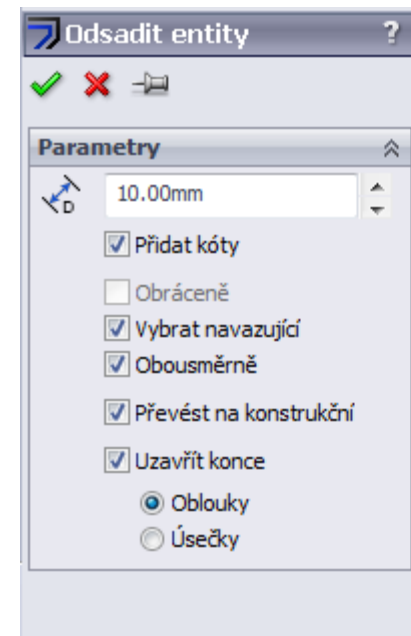 Odsadit entity ?
Parametry
D 10.00mm
Přidat kóty
Obráceně
Vybrat navazující
Obousměrně
Převést na konstrukční
Uzavřít konce
Oblouky
Úsečky